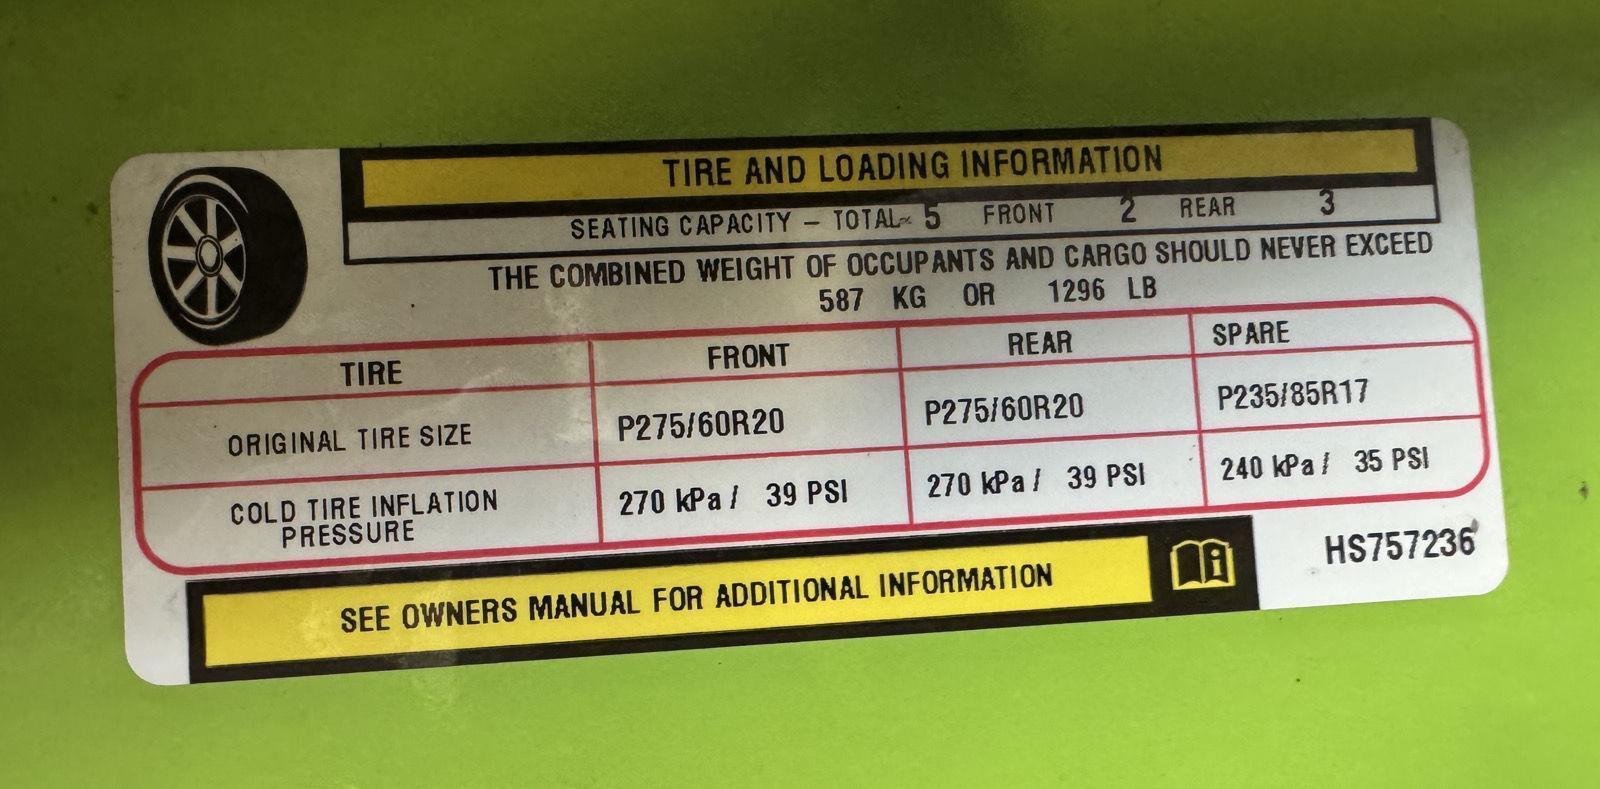 TIRE AND LOADING INFORMATION
SEATING CAPACITY – TOTAL 5 FRONT 2 REAR 3
THE COMBINED WEIGHT OF OCCUPANTS AND CARGO SHOULD NEVER EXCEED
587 KG OR 1296 LB
TIRE FRONT REAR SPARE
ORIGINAL TIRE SIZE P275/60R20 P275/60R20 P235/85R17
COLD TIRE INFLATION PRESSURE 270 kPa / 39 PSI 270 kPa / 39 PSI 240 kPa / 35 PSI
SEE OWNERS MANUAL FOR ADDITIONAL INFORMATION
HS757236